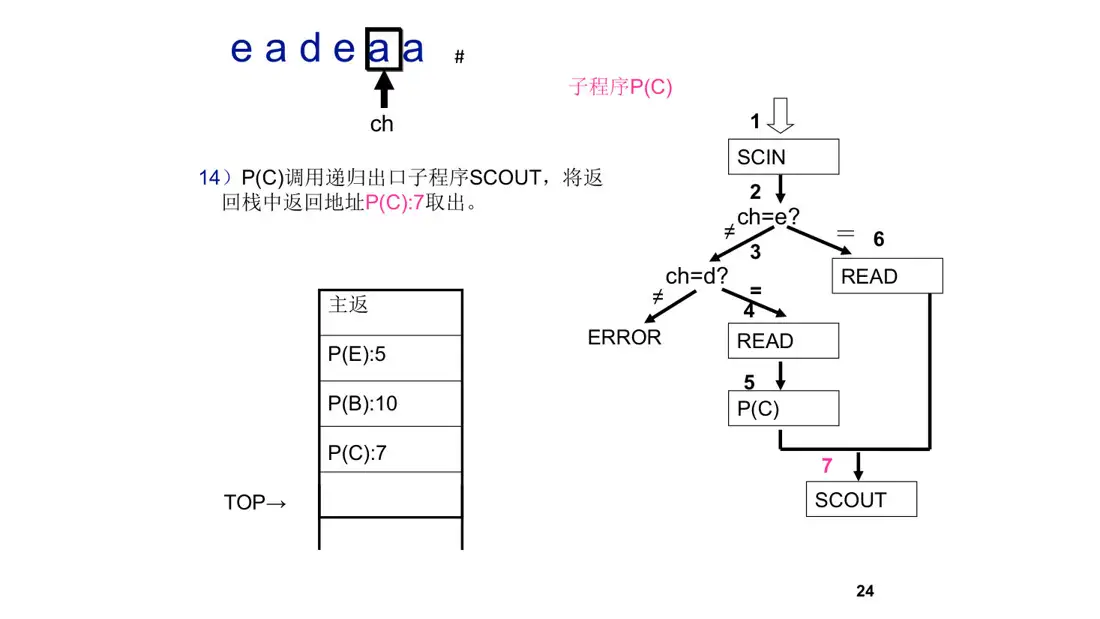 e a d e a a #
ch
子程序P(C)
14）P(C)调用递归出口子程序SCOUT，将返
回栈中返回地址P(C):7取出。
主返
P(E):5
P(B):10
P(C):7
TOP→
1
SCIN
2
ch=e?
≠
＝
3
6
ch=d?
READ
≠
=
4
ERROR
READ
5
P(C)
7
SCOUT
24